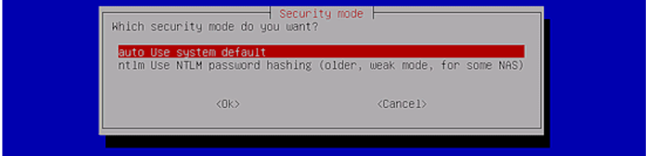 Security mode
Which security mode do you want?
auto Use system default
ntlm Use NTLM password hashing (older, weak mode, for some NAS)
<Ok> <Cancel>